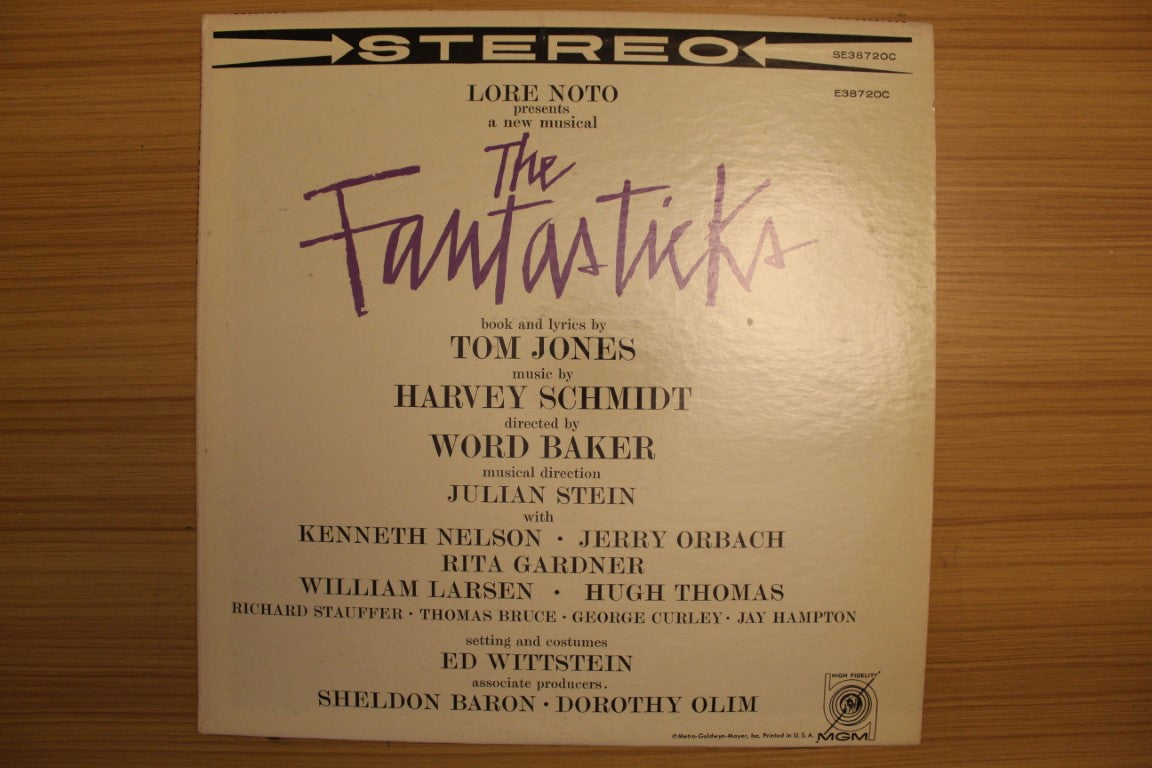 STEREO
SE3872OC
E3872OC
LORE NOTO
presents
a new musical
The
Fantasticks
book and lyrics by
TOM JONES
music by
HARVEY SCHMIDT
directed by
WORD BAKER
musical direction
JULIAN STEIN
with
KENNETH NELSON · JERRY ORBACH
RITA GARDNER
WILLIAM LARSEN · HUGH THOMAS
RICHARD STAUFFER · THOMAS BRUCE · GEORGE CURLEY · JAY HAMPTON
setting and costumes
ED WITTSTEIN
associate producers.
SHELDON BARON · DOROTHY OLIM
HIGH FIDELITY
MGM
©Metro-Goldwyn-Mayer, Inc. Printed in U.S.A.